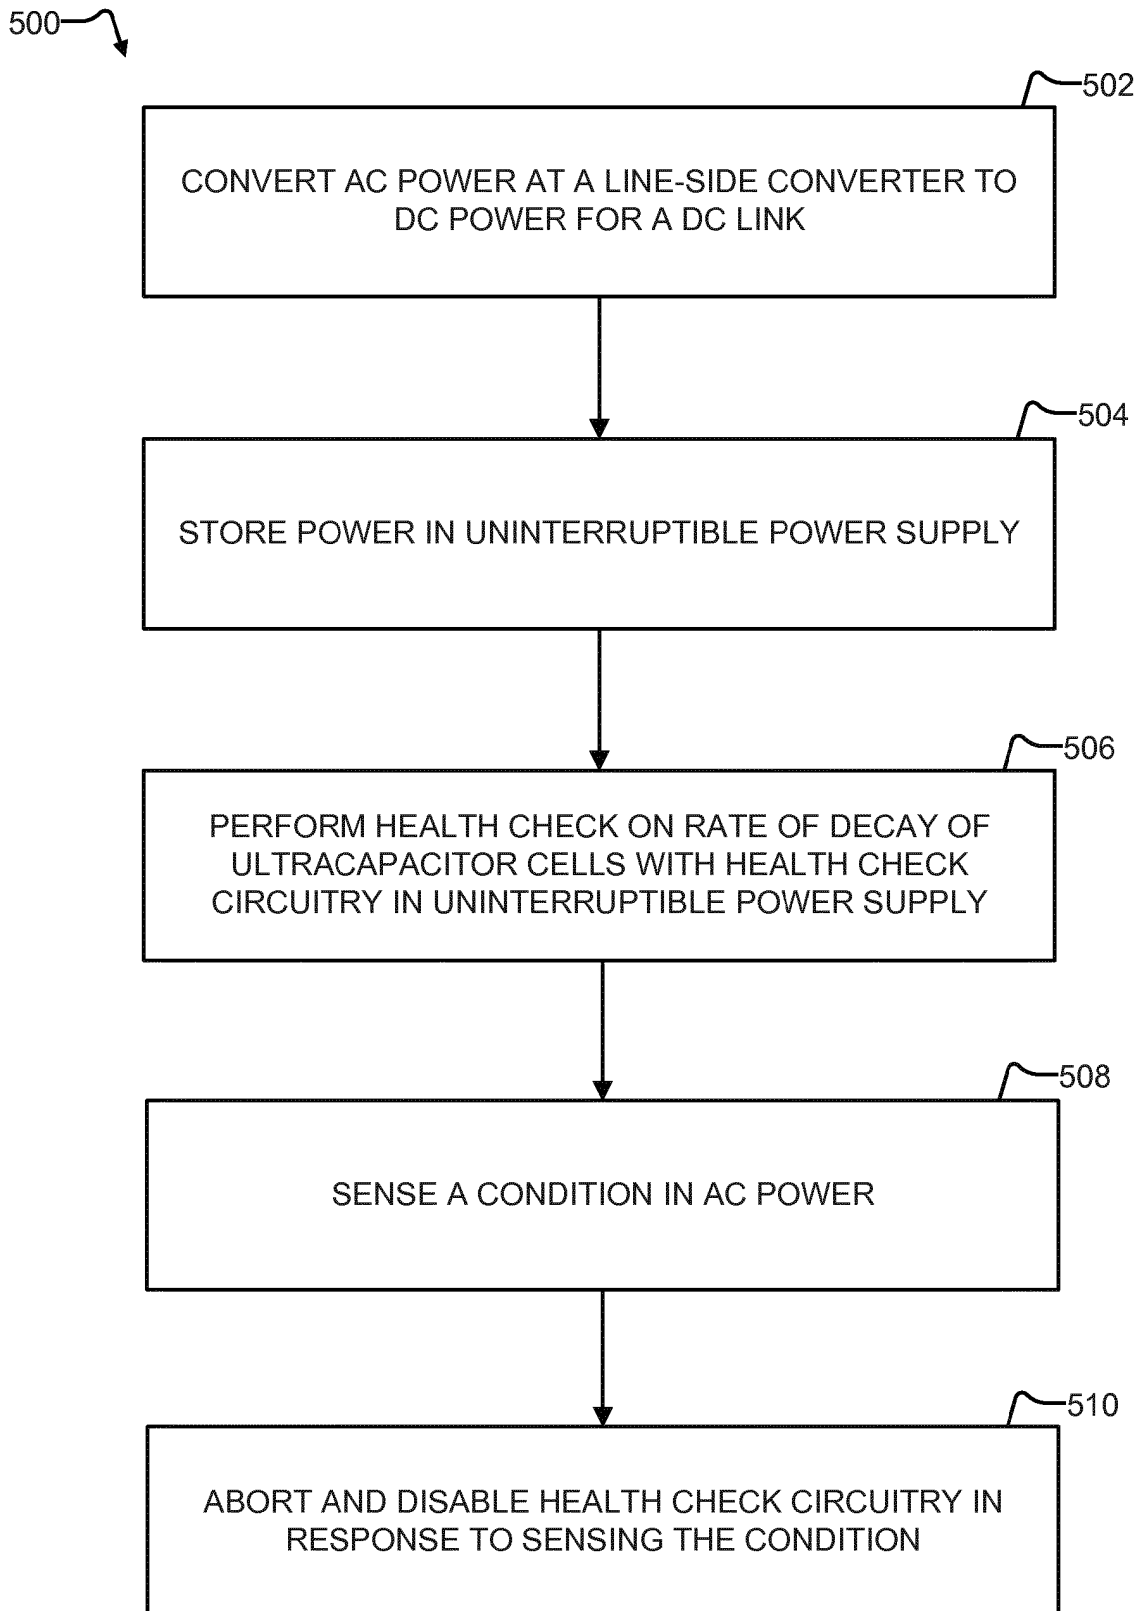 500
502
CONVERT AC POWER AT A LINE-SIDE CONVERTER TO
DC POWER FOR A DC LINK
504
STORE POWER IN UNINTERRUPTIBLE POWER SUPPLY
506
PERFORM HEALTH CHECK ON RATE OF DECAY OF
ULTRACAPACITOR CELLS WITH HEALTH CHECK
CIRCUITRY IN UNINTERRUPTIBLE POWER SUPPLY
508
SENSE A CONDITION IN AC POWER
510
ABORT AND DISABLE HEALTH CHECK CIRCUITRY IN
RESPONSE TO SENSING THE CONDITION